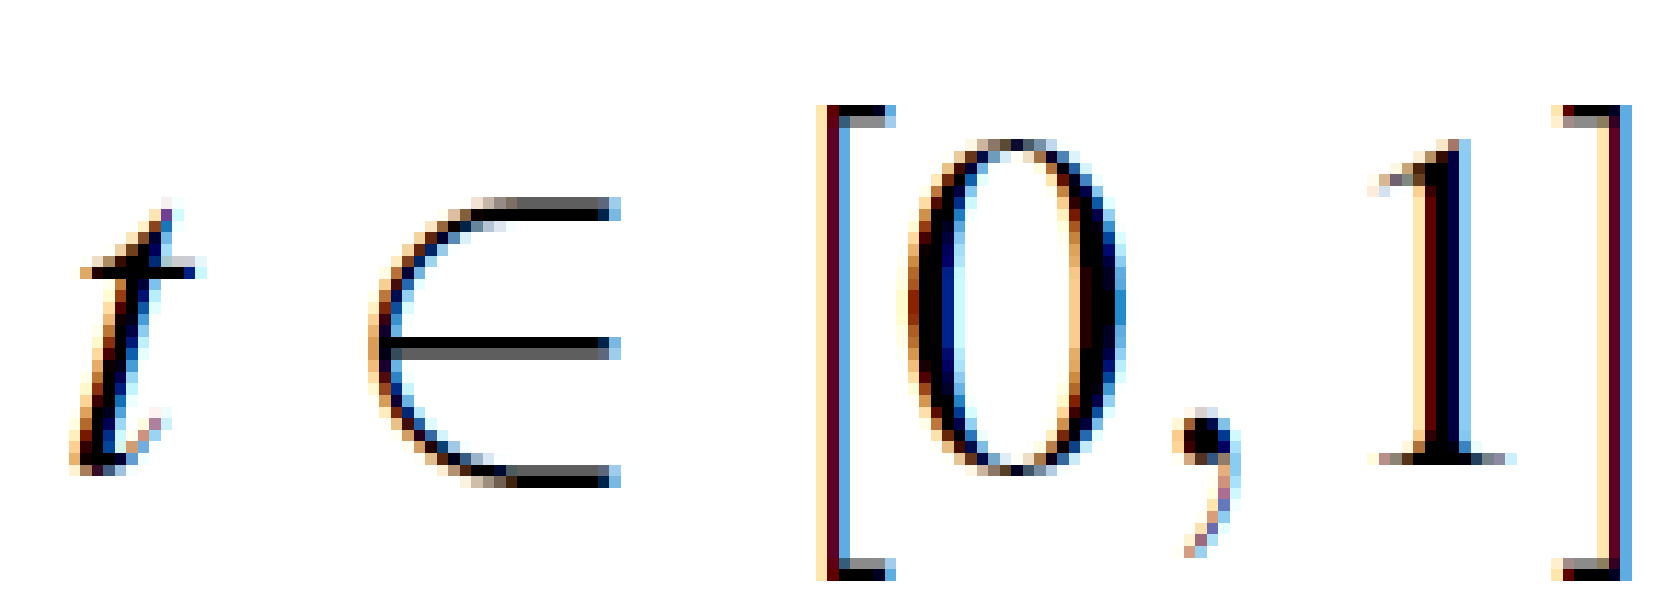 t ∈ [0, 1]